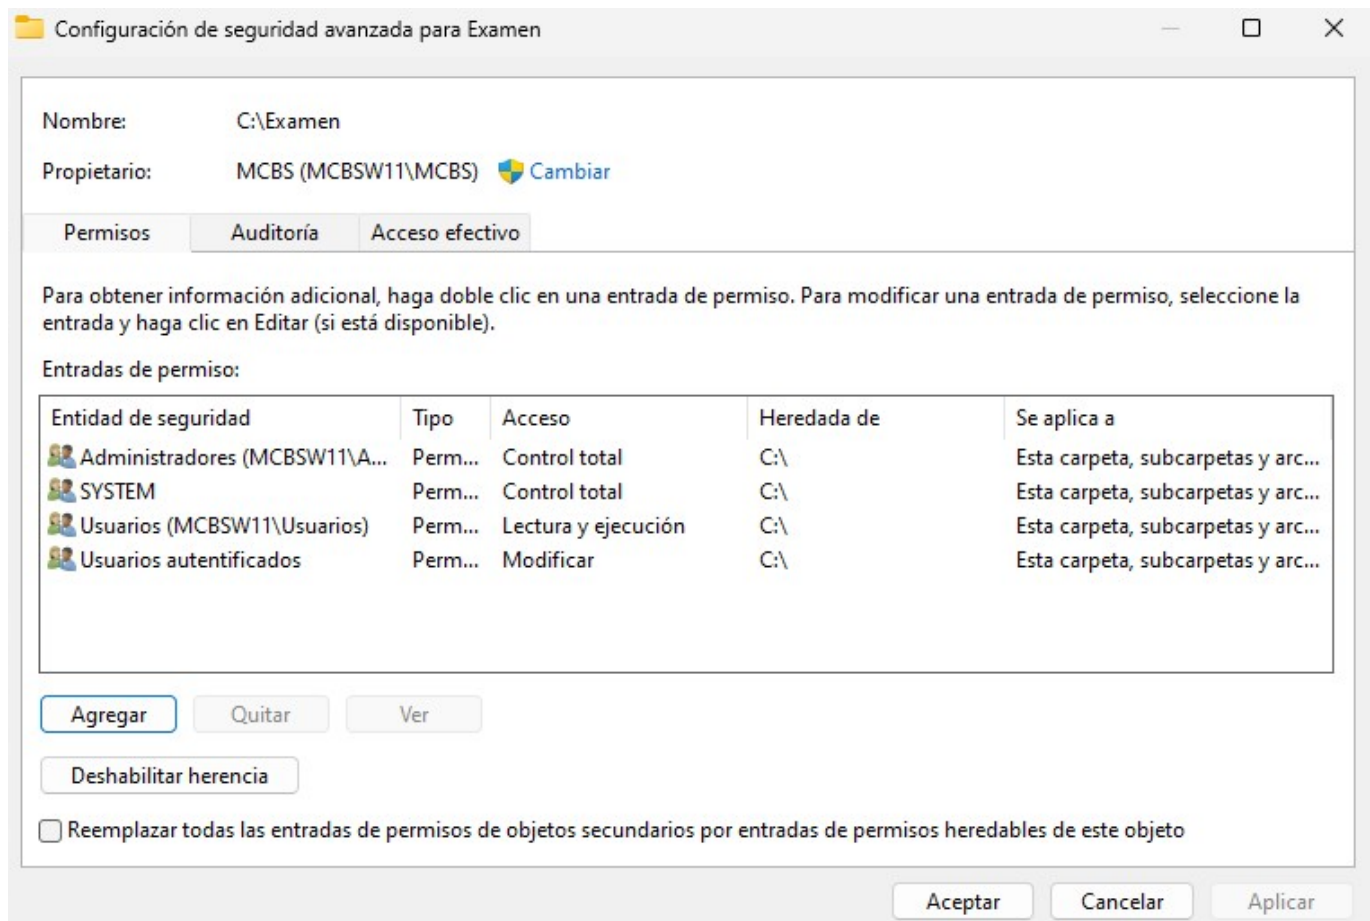 Configuración de seguridad avanzada para Examen
Nombre: C:\Examen
Propietario: MCBS (MCBSW11\MCBS) Cambiar
Permisos Auditoría Acceso efectivo
Para obtener información adicional, haga doble clic en una entrada de permiso. Para modificar una entrada de permiso, seleccione la
entrada y haga clic en Editar (si está disponible).
Entradas de permiso:
Entidad de seguridad Tipo Acceso Heredada de Se aplica a
Administradores (MCBSW11\A... Perm... Control total C:\ Esta carpeta, subcarpetas y arc...
SYSTEM Perm... Control total C:\ Esta carpeta, subcarpetas y arc...
Usuarios (MCBSW11\Usuarios) Perm... Lectura y ejecución C:\ Esta carpeta, subcarpetas y arc...
Usuarios autentificados Perm... Modificar C:\ Esta carpeta, subcarpetas y arc...
Agregar Quitar Ver
Deshabilitar herencia
Reemplazar todas las entradas de permisos de objetos secundarios por entradas de permisos heredables de este objeto
Aceptar Cancelar Aplicar